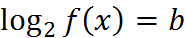 log₂ f(x) = b